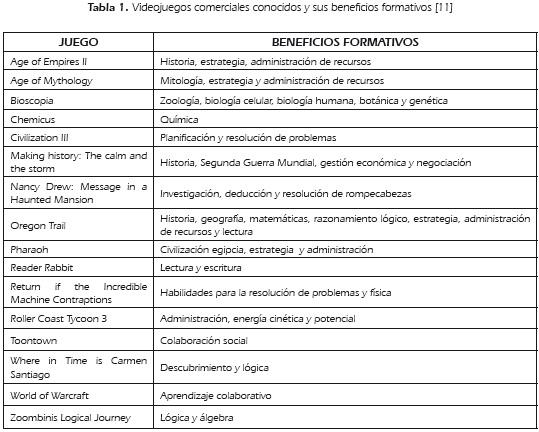 Tabla 1. Videojuegos comerciales conocidos y sus beneficios formativos [11]
JUEGO BENEFICIOS FORMATIVOS
Age of Empires II Historia, estrategia, administración de recursos
Age of Mythology Mitología, estrategia y administración de recursos
Bioscopia Zoología, biología celular, biología humana, botánica y genética
Chemicus Química
Civilization III Planificación y resolución de problemas
Making history: The calm and
the storm
Historia, Segunda Guerra Mundial, gestión económica y negociación
Nancy Drew: Message in a
Haunted Mansion
Investigación, deducción y resolución de rompecabezas
Oregon Trail
Historia, geografía, matemáticas, razonamiento lógico, estrategia, administración
de recursos y lectura
Pharaoh Civilización egipcia, estrategia y administración
Reader Rabbit Lectura y escritura
Return if the Incredible
Machine Contraptions
Habilidades para la resolución de problemas y física
Roller Coast Tycoon 3 Administración, energía cinética y potencial
Toontown Colaboración social
Where in Time is Carmen
Santiago
Descubrimiento y lógica
World of Warcraft Aprendizaje colaborativo
Zoombinis Logical Journey Lógica y álgebra